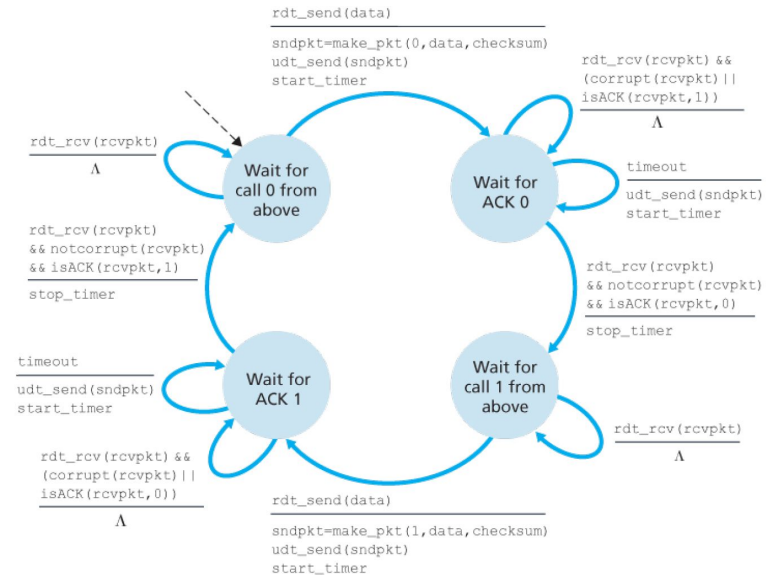 rdt_send(data)
sndpkt=make_pkt(0,data,checksum)
udt_send(sndpkt)
start_timer
rdt_rcv(rcvpkt) &&
(corrupt(rcvpkt)||
isACK(rcvpkt,1))
Λ
rdt_rcv(rcvpkt)
Λ
Wait for
call 0 from
above
Wait for
ACK 0
timeout
udt_send(sndpkt)
start_timer
rdt_rcv(rcvpkt)
&& notcorrupt(rcvpkt)
&& isACK(rcvpkt,1)
stop_timer
rdt_rcv(rcvpkt)
&& notcorrupt(rcvpkt)
&& isACK(rcvpkt,0)
stop_timer
timeout
udt_send(sndpkt)
start_timer
Wait for
ACK 1
Wait for
call 1 from
above
rdt_rcv(rcvpkt)
Λ
rdt_rcv(rcvpkt) &&
(corrupt(rcvpkt)||
isACK(rcvpkt,0))
Λ
rdt_send(data)
sndpkt=make_pkt(1,data,checksum)
udt_send(sndpkt)
start_timer